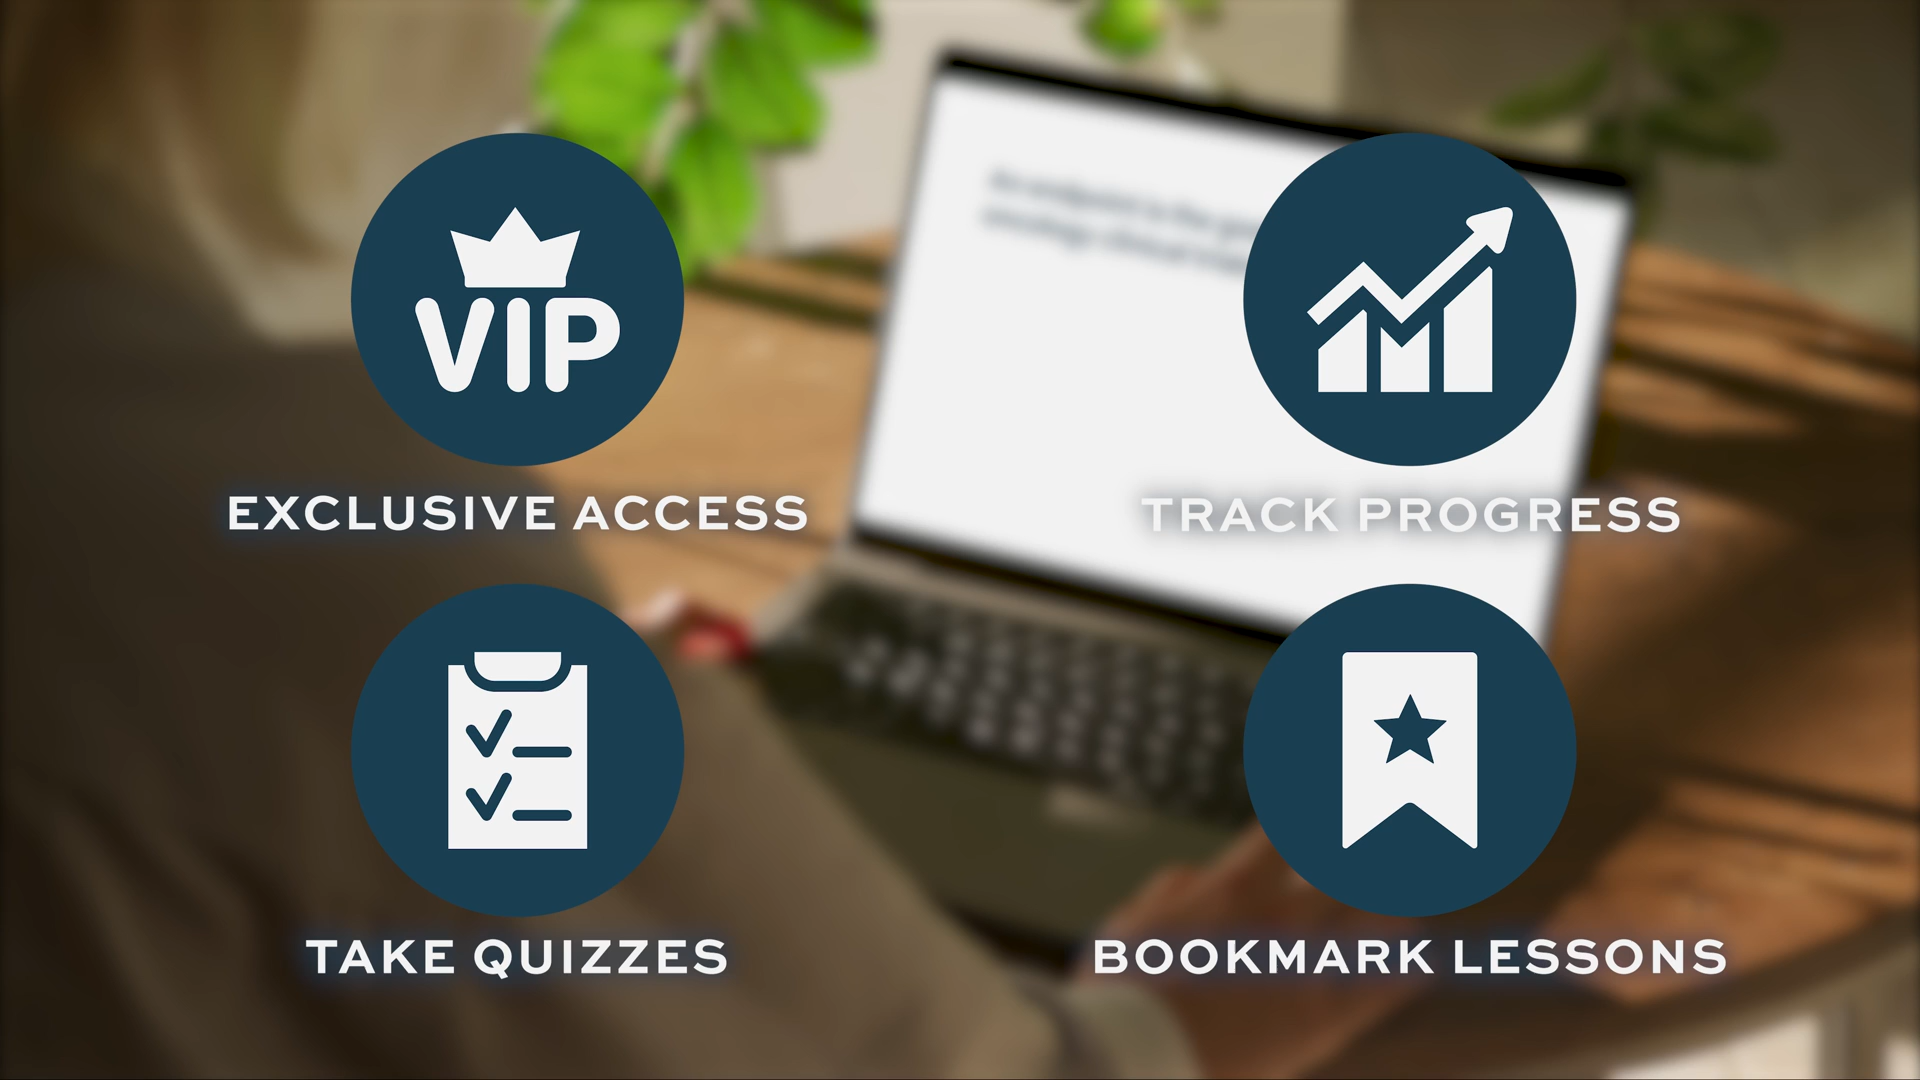 VIP
EXCLUSIVE ACCESS
TRACK PROGRESS
TAKE QUIZZES
BOOKMARK LESSONS